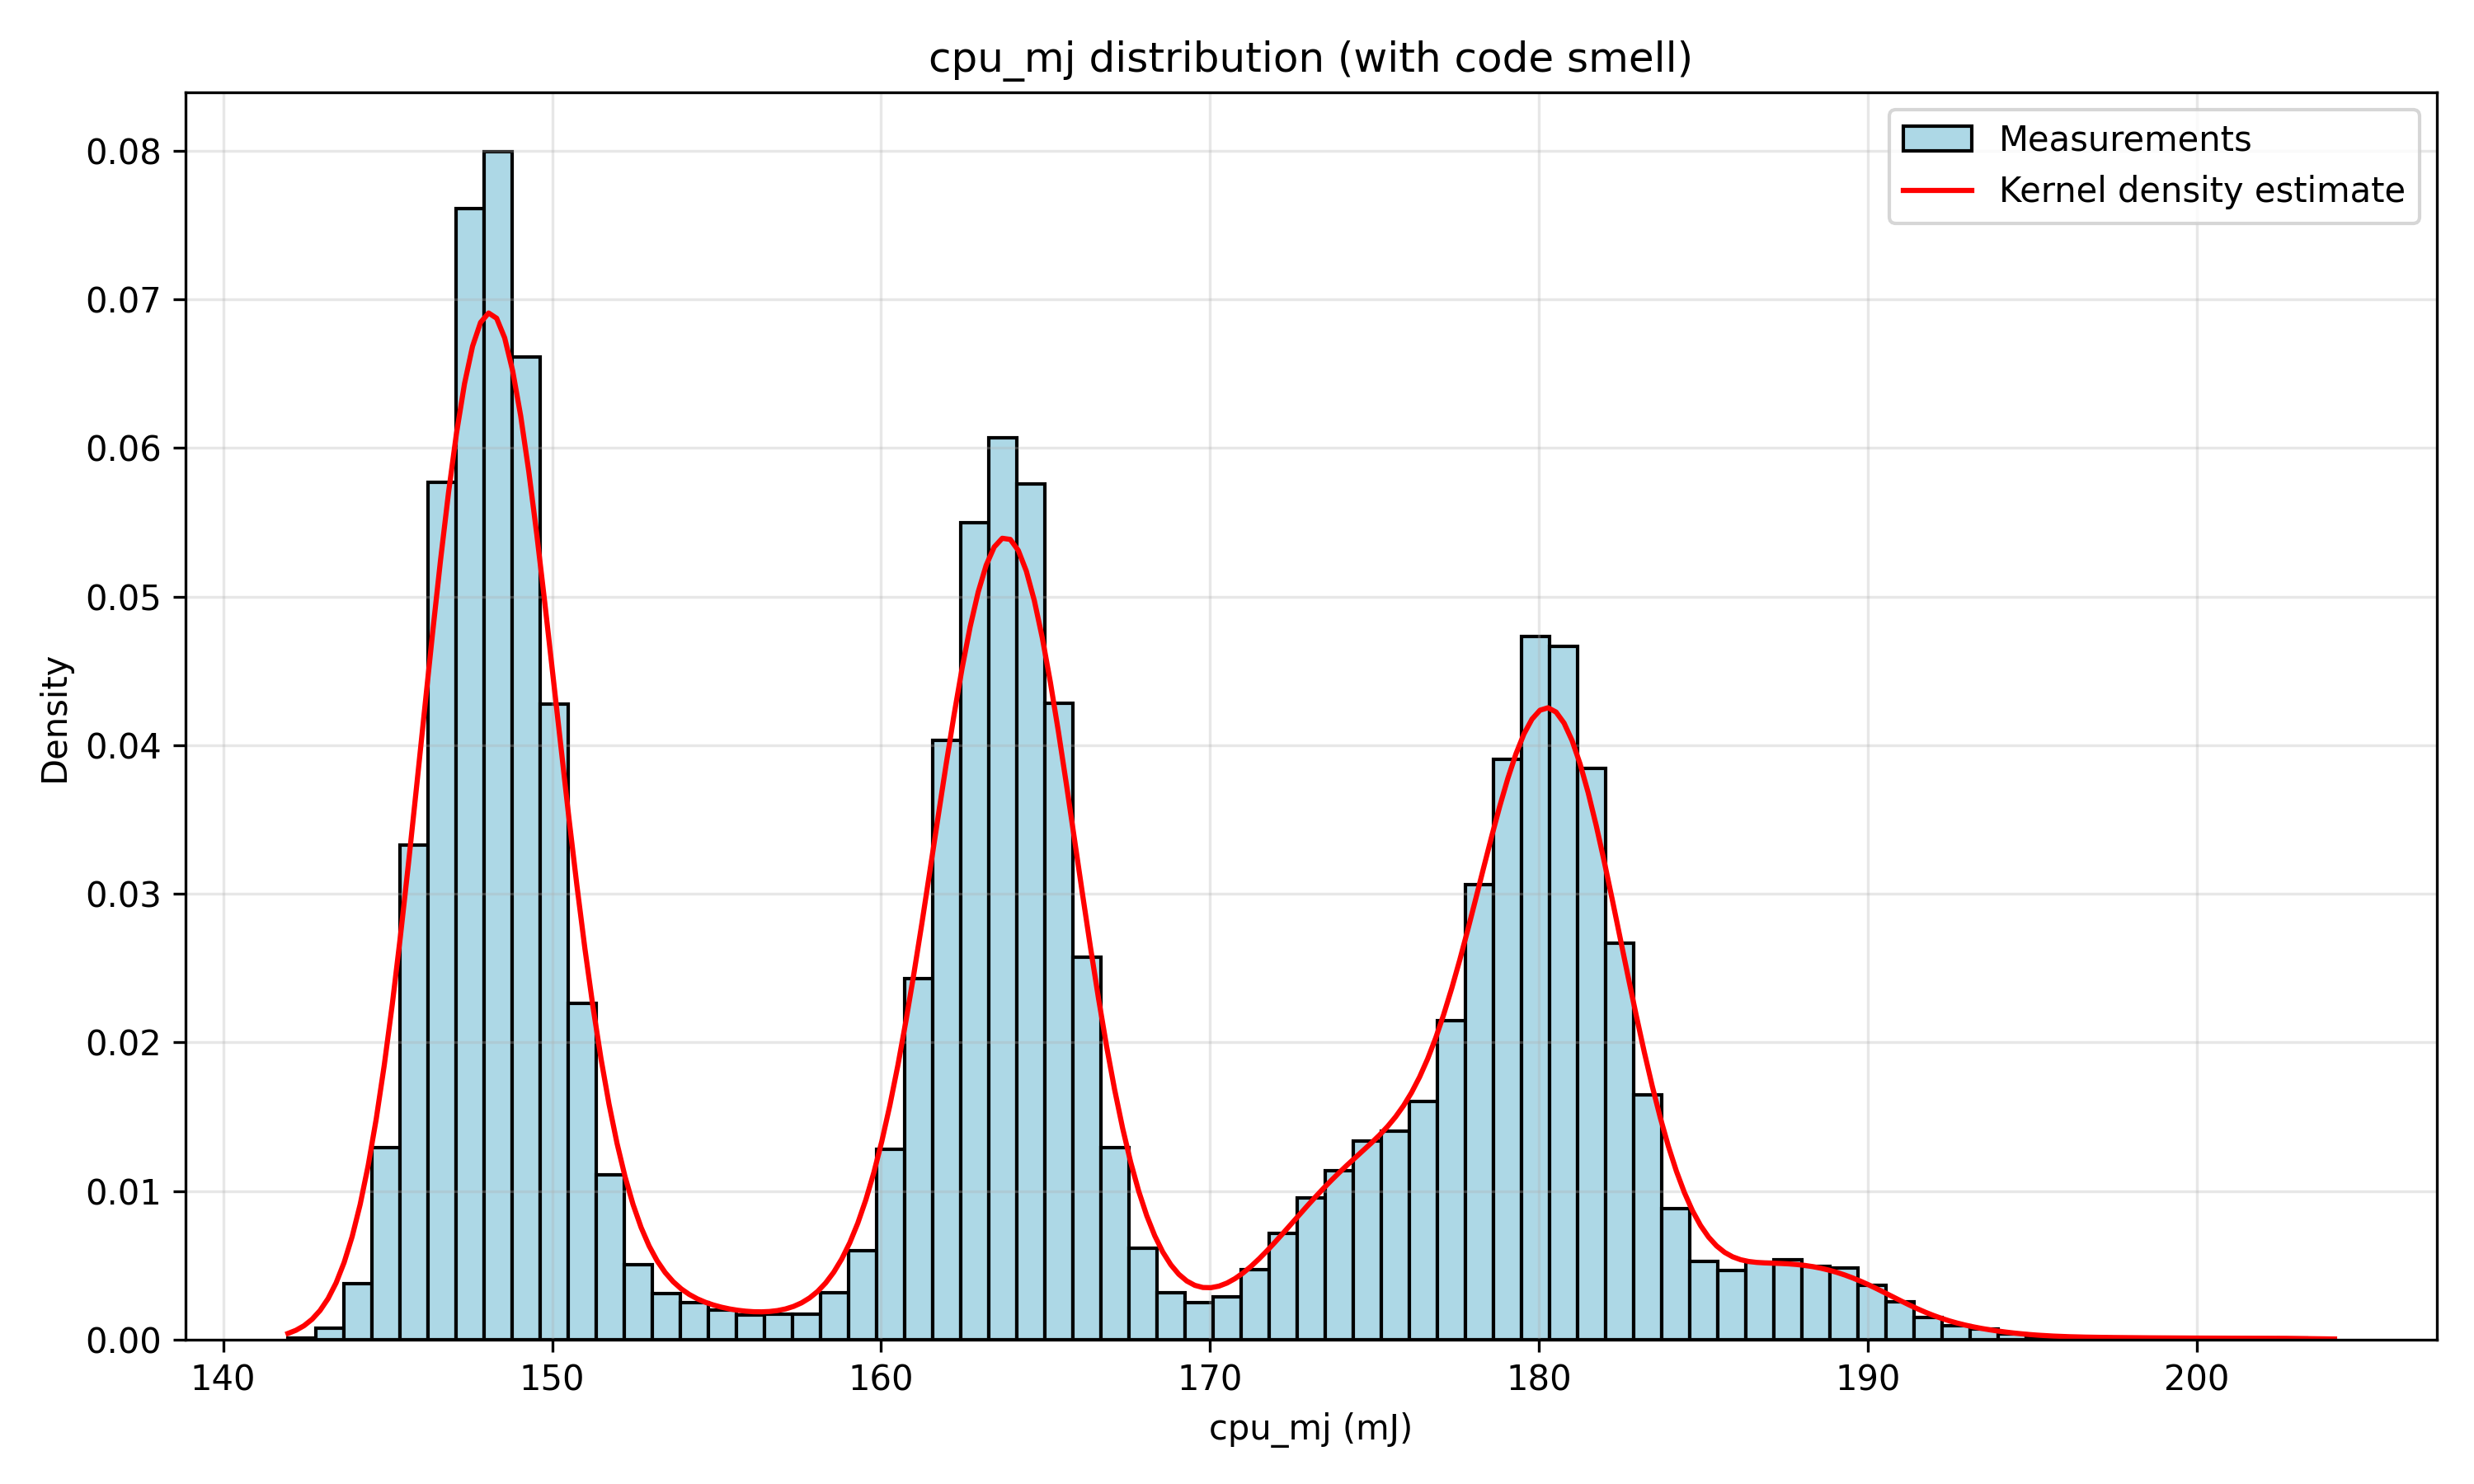 cpu_mj distribution (with code smell)
Measurements
Kernel density estimate
Density
0.08
0.07
0.06
0.05
0.04
0.03
0.02
0.01
0.00
140 150 160 170 180 190 200
cpu_mj (mJ)